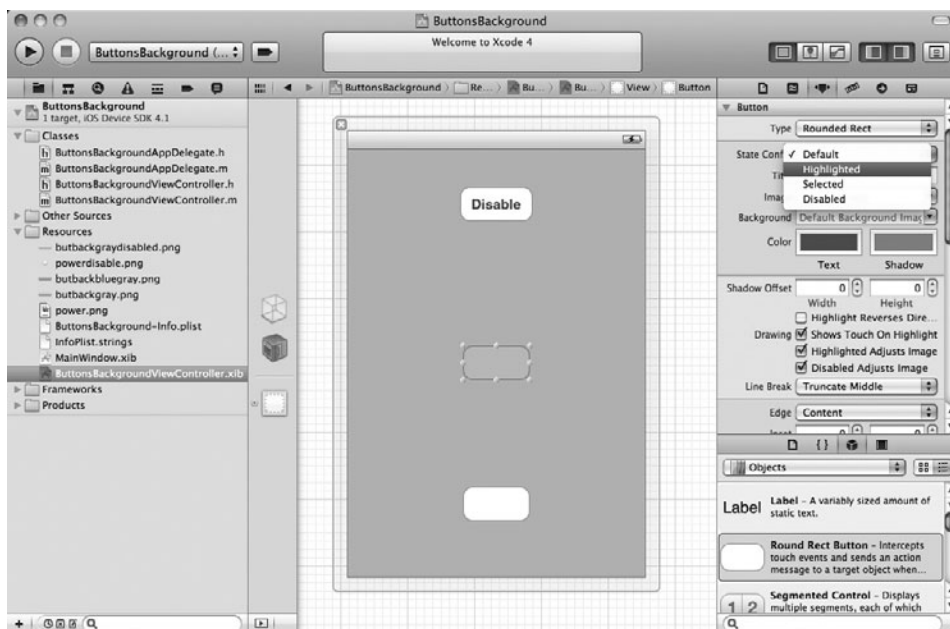 ButtonsBackground
ButtonsBackground (...
Welcome to Xcode 4
ButtonsBackground
1 target, iOS Device SDK 4.1
Classes
h ButtonsBackgroundAppDelegate.h
m ButtonsBackgroundAppDelegate.m
h ButtonsBackgroundViewController.h
m ButtonsBackgroundViewController.m
Other Sources
Resources
butbackgraydisabled.png
powerdisable.png
butbackbluegray.png
butbackgray.png
power.png
ButtonsBackground-Info.plist
InfoPlist.strings
MainWindow.xib
ButtonsBackgroundViewController.xib
Frameworks
Products
ButtonsBackground Re... Bu... Bu... View Button
Disable
Button
Type Rounded Rect
State Conf ✓ Default
Highlighted
Selected
Disabled
Background Default Background Imag
Color
Text Shadow
Shadow Offset 0 0
Width Height
Highlight Reverses Dire...
Drawing Shows Touch On Highlight
Highlighted Adjusts Image
Disabled Adjusts Image
Line Break Truncate Middle
Edge Content
{}
Objects
Label Label – A variably sized amount of
static text.
Round Rect Button – Intercepts
touch events and sends an action
message to a target object when...
1 2 Segmented Control – Displays
multiple segments, each of which